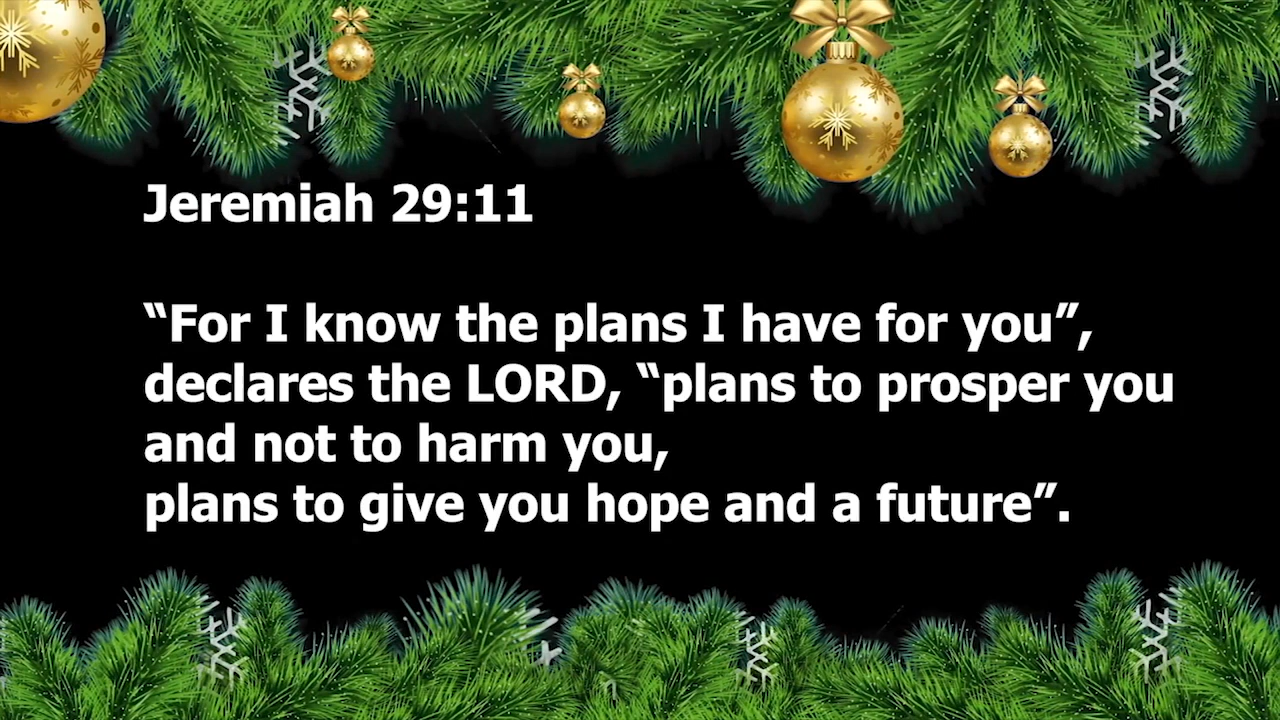 Jeremiah 29:11
“For I know the plans I have for you”,
declares the LORD, “plans to prosper you
and not to harm you,
plans to give you hope and a future”.